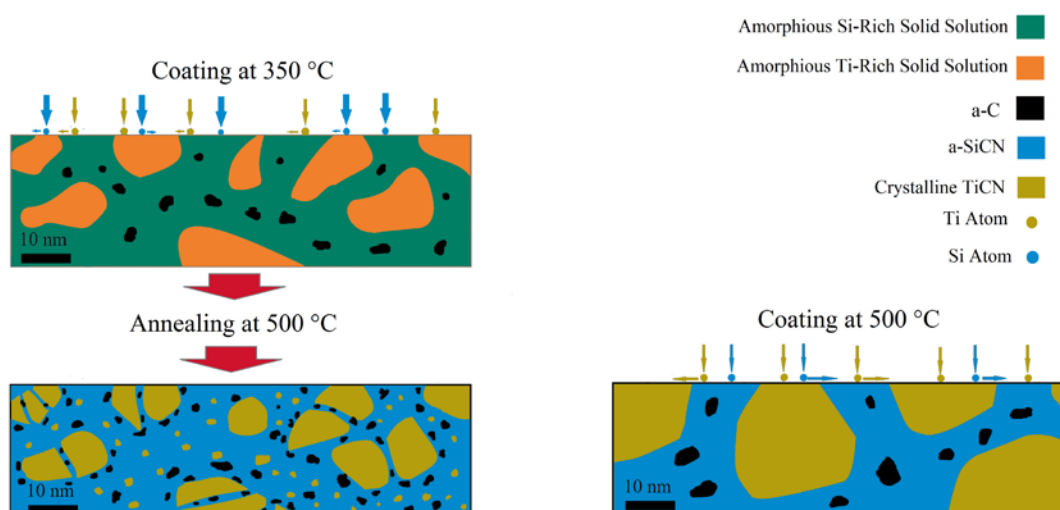 Amorphious Si-Rich Solid Solution
Coating at 350 °C
Amorphious Ti-Rich Solid Solution
a-C
a-SiCN
Crystalline TiCN
Ti Atom
10 nm
Si Atom
Annealing at 500 °C
Coating at 500 °C
10 nm
10 nm